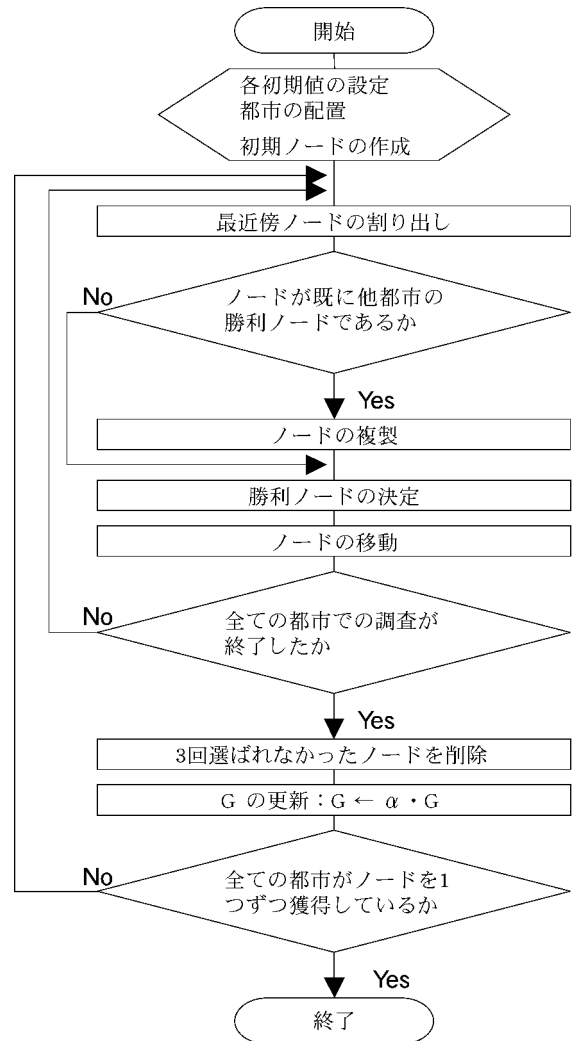 開始
各初期値の設定
都市の配置
初期ノードの作成
最近傍ノードの割り出し
No
ノードが既に他都市の
勝利ノードであるか
Yes
ノードの複製
勝利ノードの決定
ノードの移動
No
全ての都市での調査が
終了したか
Yes
3回選ばれなかったノードを削除
G の更新：G ← α・G
No
全ての都市がノードを1
つずつ獲得しているか
Yes
終了